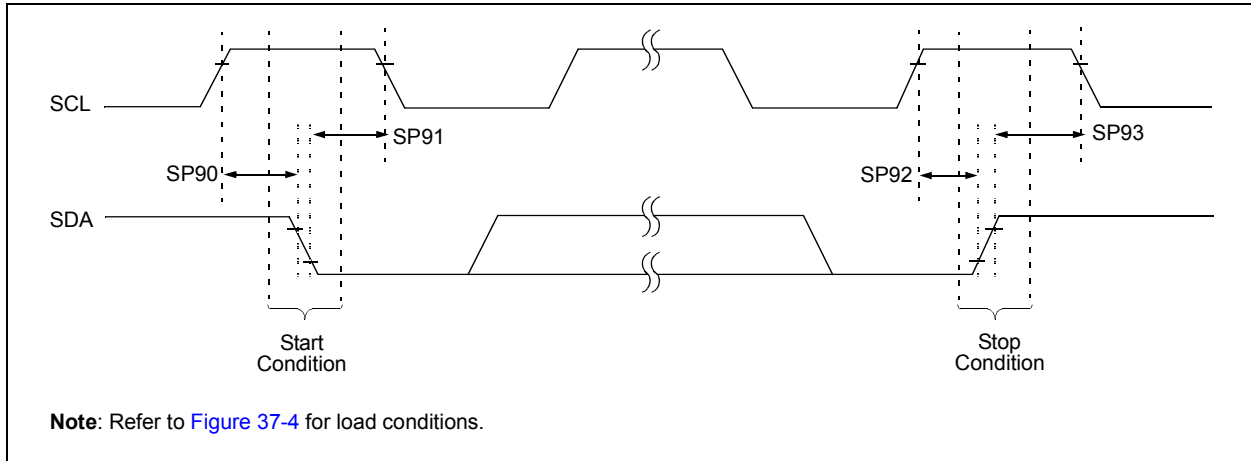 SCL
SP91
SP93
SP90
SP92
SDA
Start
Condition
Stop
Condition
Note: Refer to Figure 37-4 for load conditions.